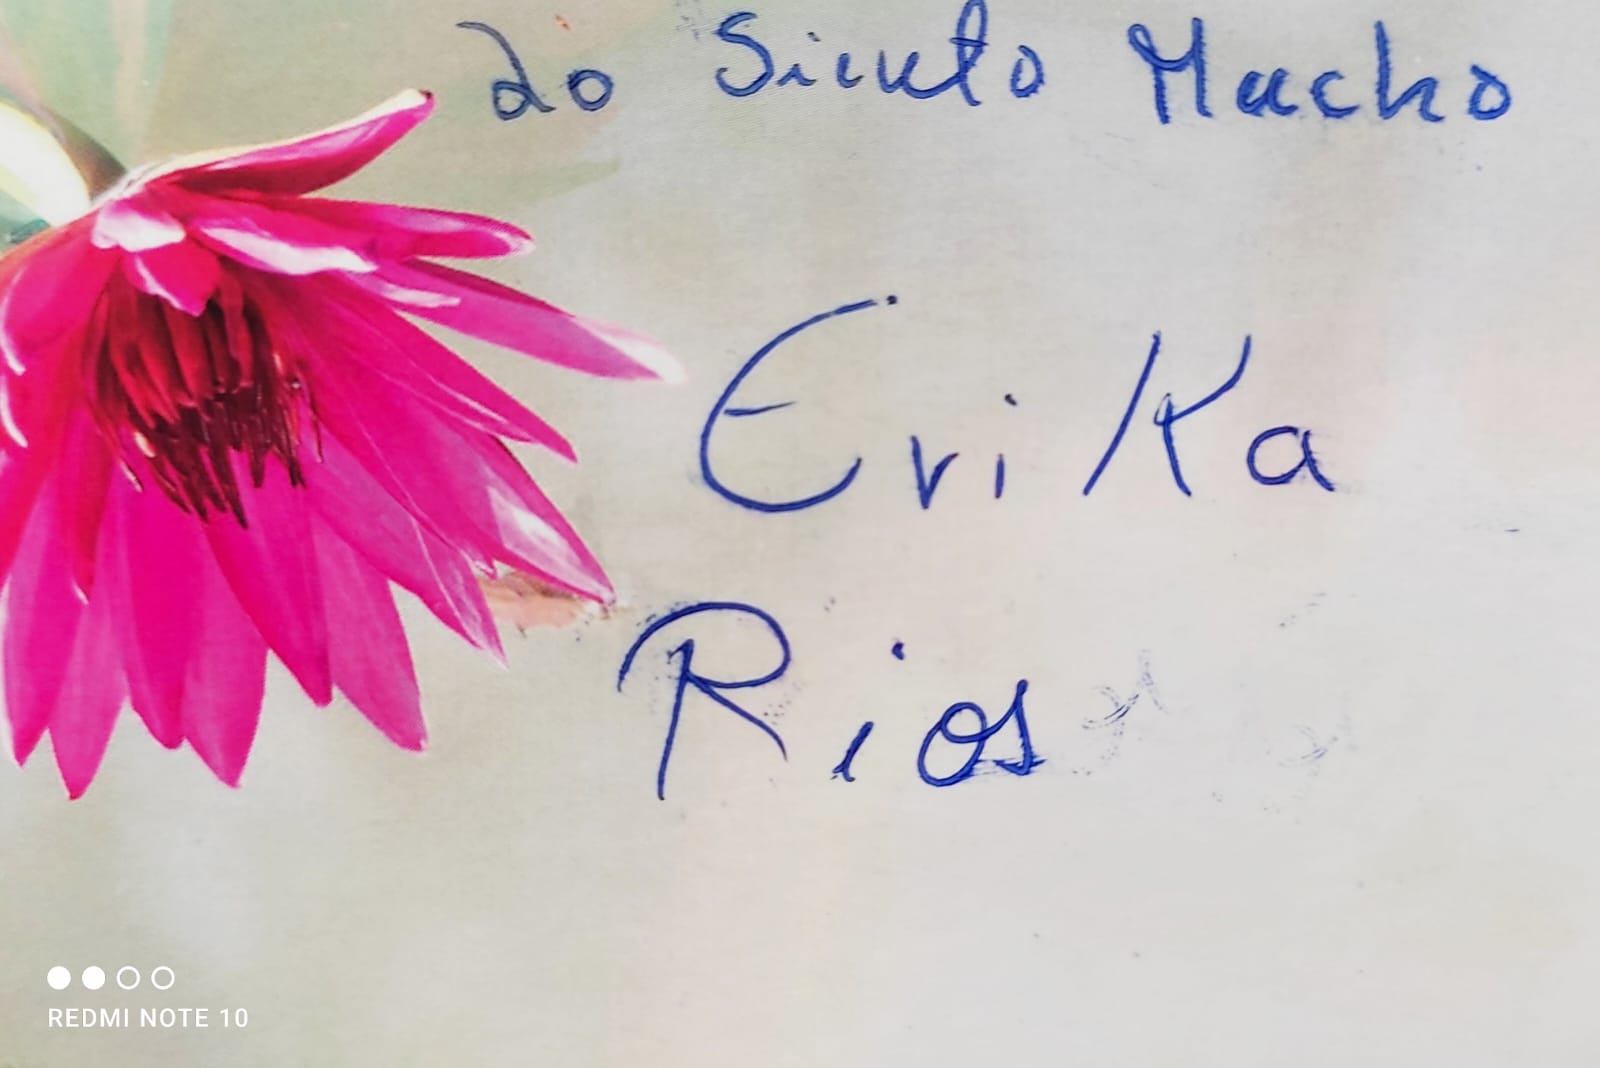 Lo Siento Mucho
Erika
Rios
REDMI NOTE 10